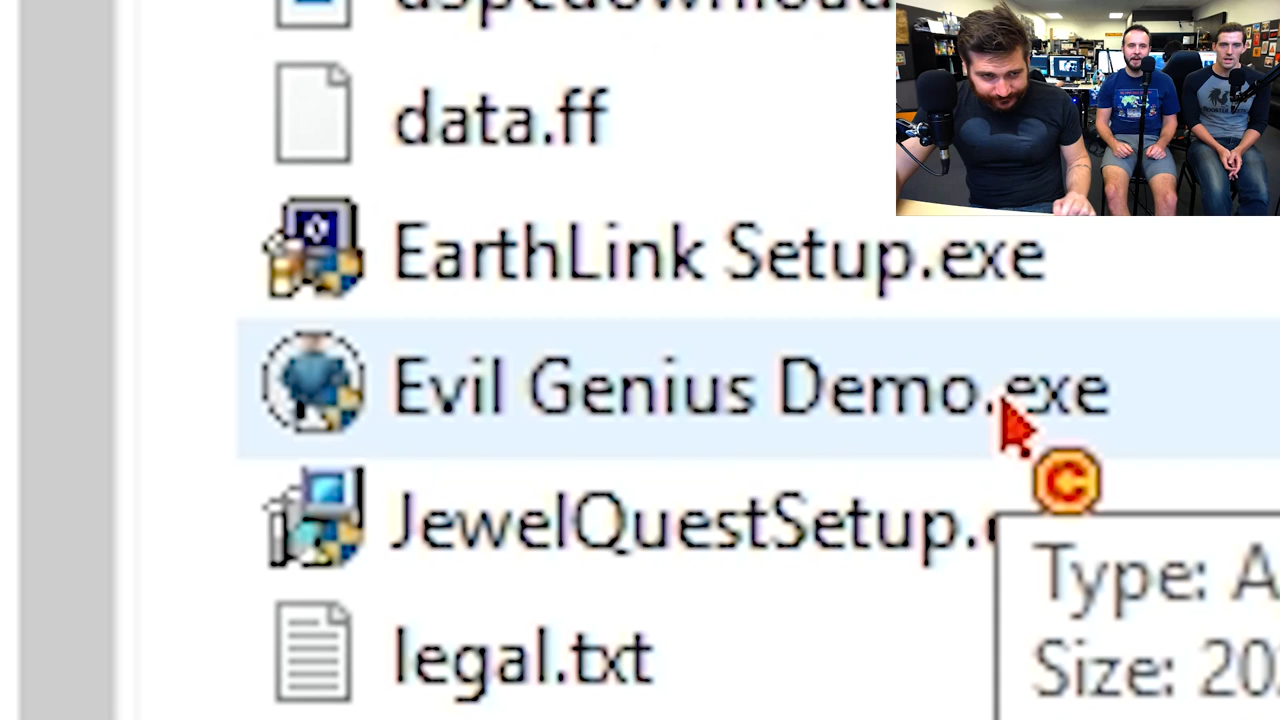 data.ff
EarthLink Setup.exe
Evil Genius Demo.exe
JewelQuestSetup.
Type: A
Size: 20
legal.txt